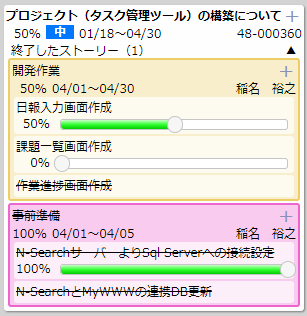 プロジェクト（タスク管理ツール）の構築について
50% 中 01/18～04/30 48-000360
終了したストーリー（1） ▲
開発作業
50% 04/01～04/30 稲名 裕之
日報入力画面作成
50%
課題一覧画面作成
0%
作業進捗画面作成
事前準備
100% 04/01～04/05 稲名 裕之
N-SearchサーバーよりSql Serverへの接続設定
100%
N-SearchとMyWWWの連携DB更新